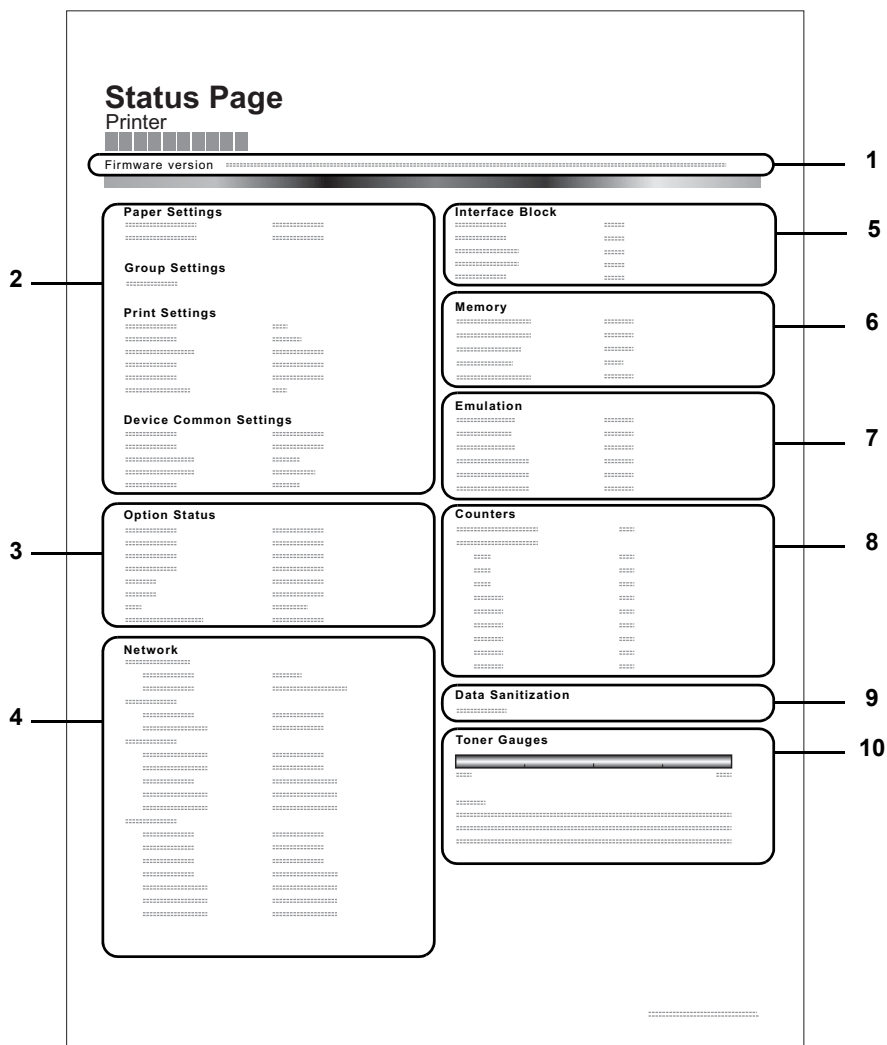 Status Page
Printer
Firmware version
1
Paper Settings
Group Settings
Print Settings
Device Common Settings
2
Option Status
3
Network
4
Interface Block
5
Memory
6
Emulation
7
Counters
8
Data Sanitization
9
Toner Gauges
10